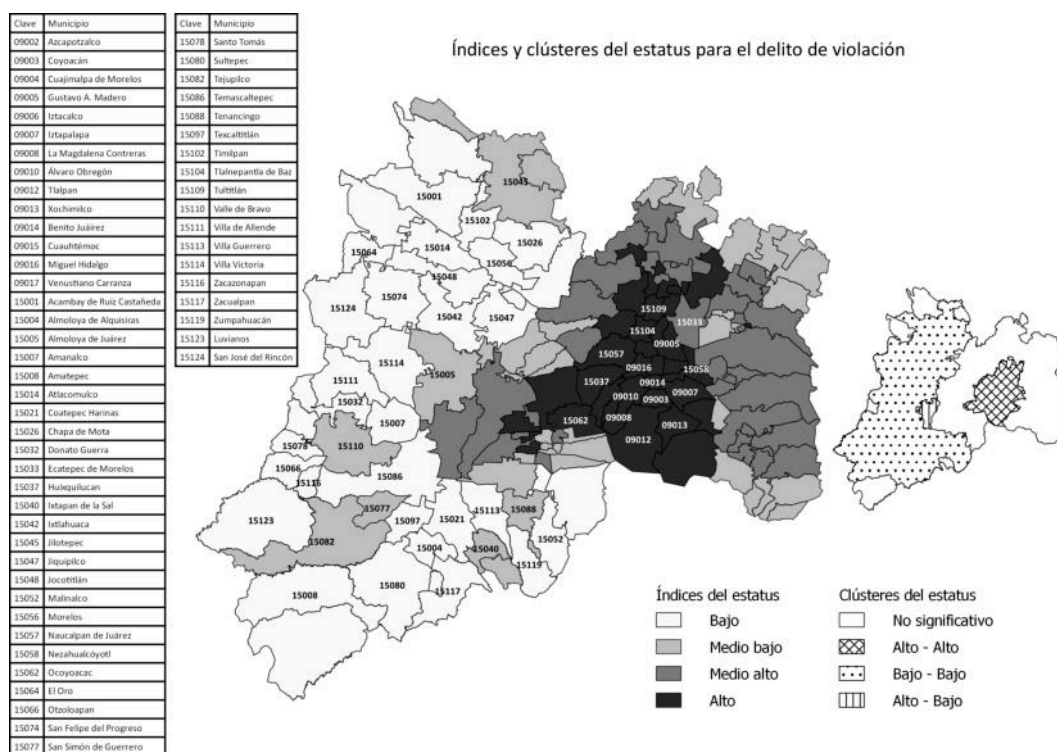 Clave Municipio
09002 Azcapotzalco
09003 Coyoacán
09004 Cuajimalpa de Morelos
09005 Gustavo A. Madero
09006 Iztacalco
09007 Iztapalapa
09008 La Magdalena Contreras
09010 Álvaro Obregón
09012 Tlalpan
09013 Xochimilco
09014 Benito Juáirez
09015 Cuauhtémoc
09016 Miguel Hidalgo
09017 Venustiano Carranza
15001 Acambay de Ruíz Castañeda
15004 Almoloya de Alquisiras
15005 Almoloya de Juárez
15007 Amanalco
15008 Amatepec
15014 Atlacomulco
15021 Coatepec Harinas
15026 Chapa de Mota
15032 Donato Guerra
15033 Ecatepec de Morelos
15037 Huixquilucan
15040 Ixtapan de la Sal
15042 Ixtlahuaca
15045 Jilotepec
15047 Jiquipilco
15048 Jocotitlán
15052 Malinalco
15056 Morelos
15057 Naucalpan de Juárez
15058 Nezahualcóyotl
15062 Ocoyoacac
15064 El Oro
15066 Otzoloapan
15074 San Felipe del Progreso
15077 San Simón de Guerrero
Clave Municipio
15078 Santo Tomás
15080 Sultepec
15082 Tejupilco
15086 Temascaltepec
15088 Tenancingo
15097 Texcaltitlán
15102 Timilpan
15104 Tlalnepantla de Baz
15109 Tultitlán
15110 Valle de Bravo
15111 Villa de Allende
15113 Villa Guerrero
15114 Villa Victoria
15116 Zacazonapan
15117 Zacualpan
15119 Zumpahuacán
15123 Luvianos
15124 San José del Rincón
Índices y clústeres del estatus para el delito de violación
15045
15001
15102
15026
15014
15064
15056
15048
15074
15124
15042
15047
15109
15033
15104
09005
15057
09016
15058
15114
15005
15037
09014
09007
15111
09010
09003
15032
15007
15062
09008
09013
09012
15110
15078
15066
15116
15086
15077
15123
15097
15021
15113
15088
15082
15004
15040
15052
15119
15008
15080
15117
Índices del estatus
Bajo
Medio bajo
Medio alto
Alto
Clústeres del estatus
No significativo
Alto - Alto
Bajo - Bajo
Alto - Bajo